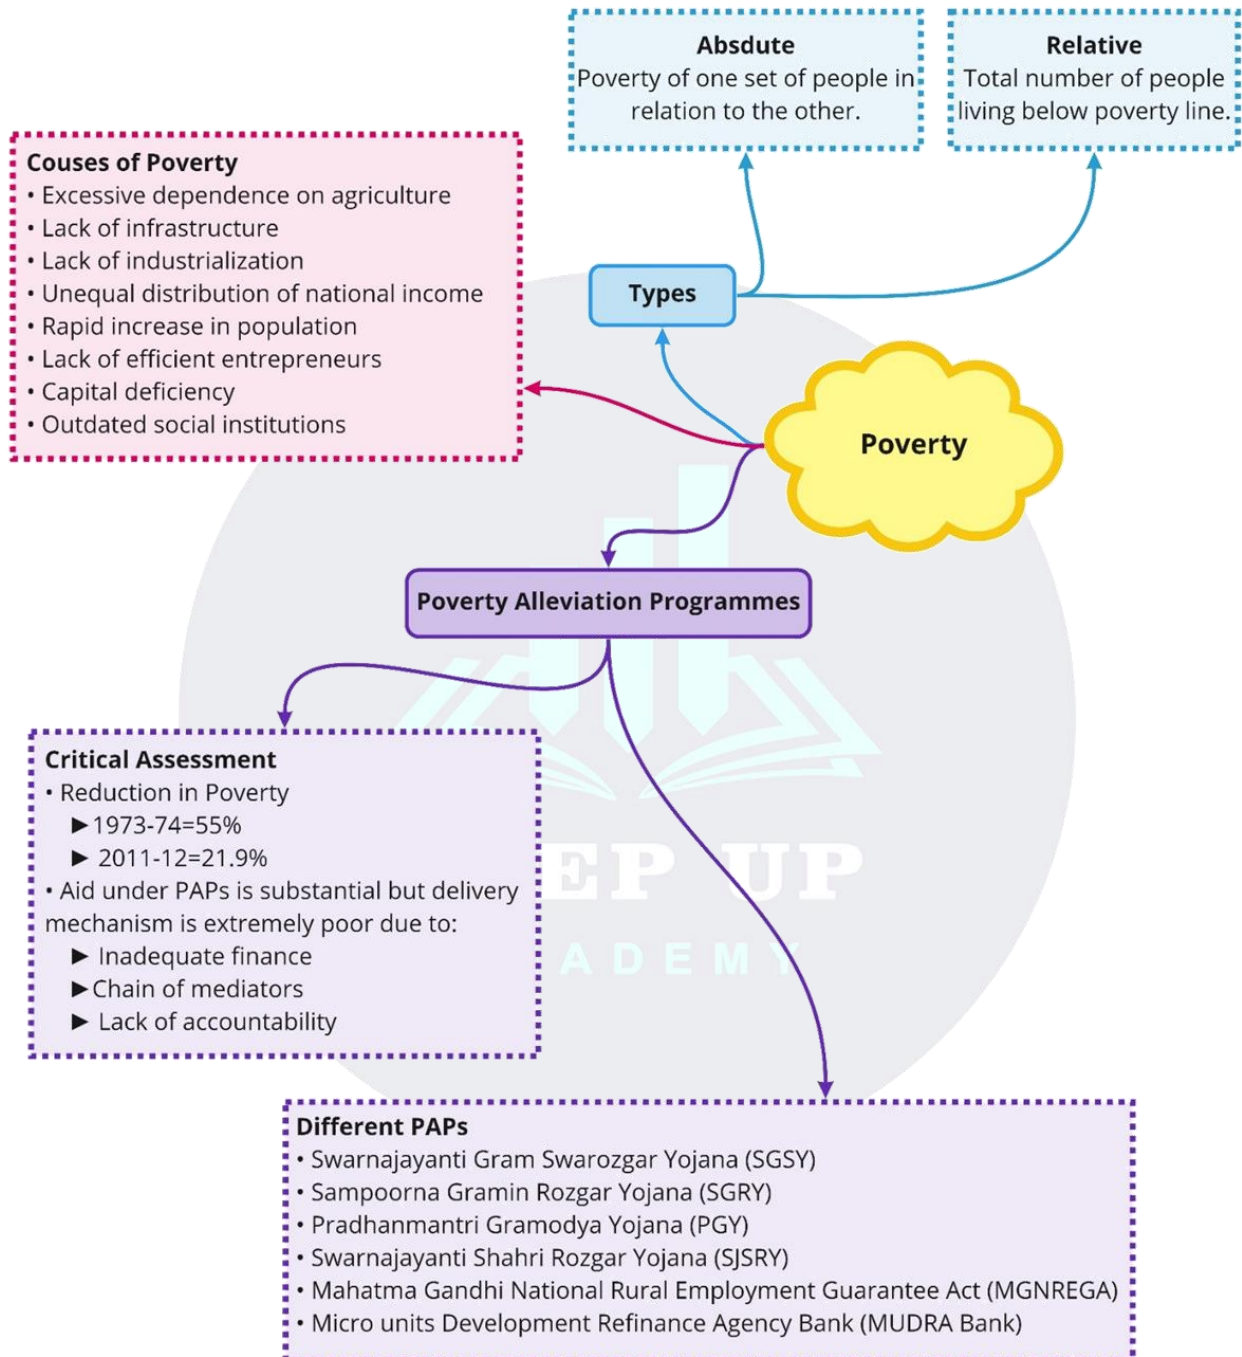 Absdute
Poverty of one set of people in
relation to the other.
Relative
Total number of people
living below poverty line.
Couses of Poverty
• Excessive dependence on agriculture
• Lack of infrastructure
• Lack of industrialization
• Unequal distribution of national income
• Rapid increase in population
• Lack of efficient entrepreneurs
• Capital deficiency
• Outdated social institutions
Types
Poverty
Poverty Alleviation Programmes
Critical Assessment
• Reduction in Poverty
►1973-74=55%
► 2011-12=21.9%
• Aid under PAPs is substantial but delivery
mechanism is extremely poor due to:
► Inadequate finance
►Chain of mediators
► Lack of accountability
EP UP
ADEMY
Different PAPs
• Swarnajayanti Gram Swarozgar Yojana (SGSY)
• Sampoorna Gramin Rozgar Yojana (SGRY)
• Pradhanmantri Gramodya Yojana (PGY)
• Swarnajayanti Shahri Rozgar Yojana (SJSRY)
• Mahatma Gandhi National Rural Employment Guarantee Act (MGNREGA)
• Micro units Development Refinance Agency Bank (MUDRA Bank)